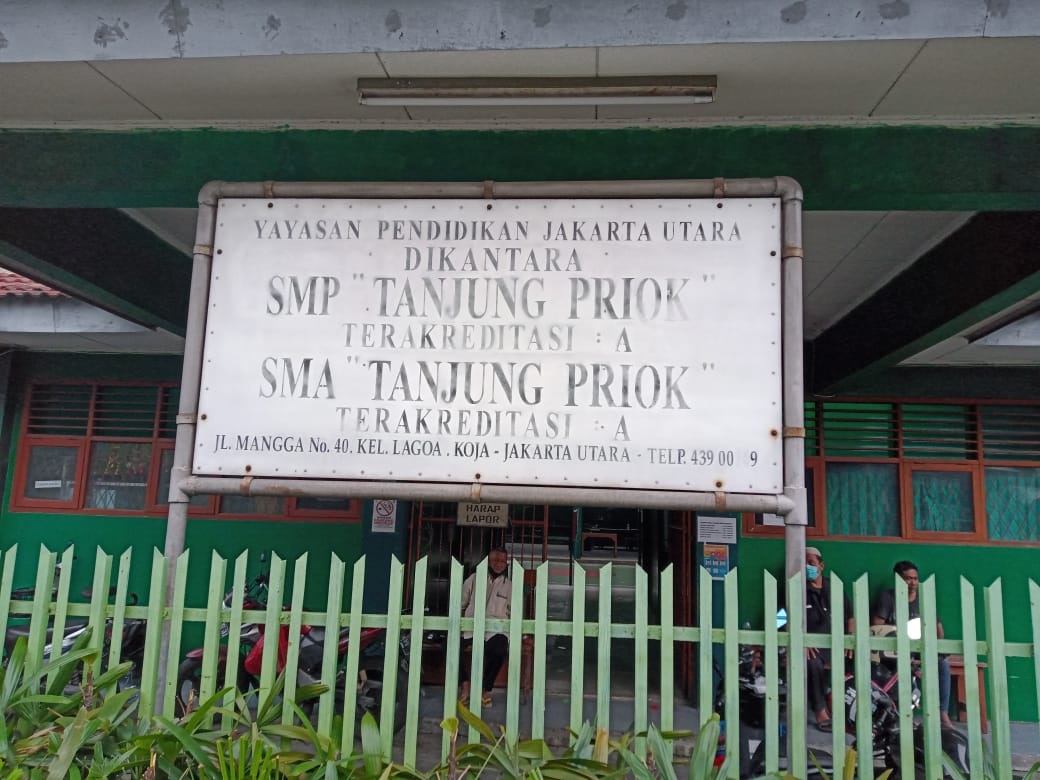 YAYASAN PENDIDIKAN JAKARTA UTARA
DIKANTARA
SMP "TANJUNG PRIOK"
TERAKREDITASI : A
SMA "TANJUNG PRIOK"
TERAKREDITASI : A
JL. MANGGA No. 40. KEL. LAGOA . KOJA - JAKARTA UTARA - TELP. 439 00 9
HARAP
LAPOR